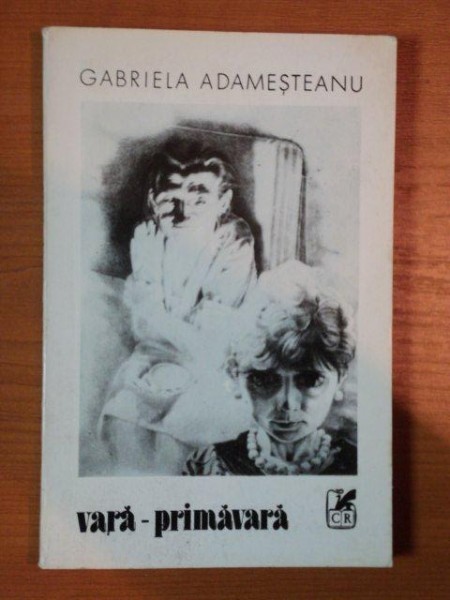 GABRIELA ADAMEȘTEANU
vară - primăvară
CR